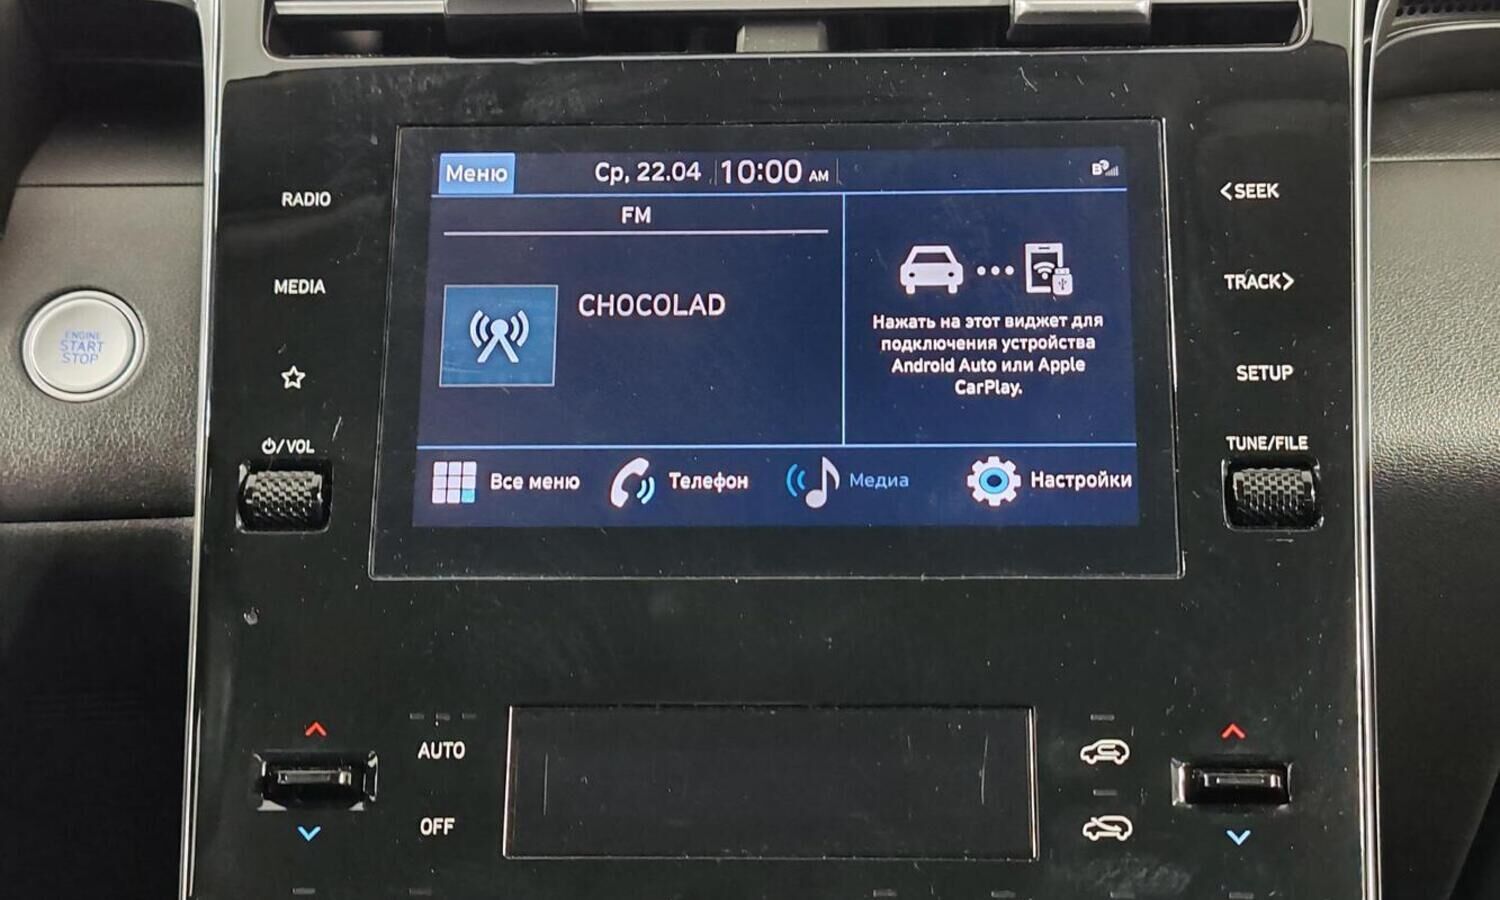 Меню
Ср, 22.04
10:00 AM
B
FM
CHOCOLAD
Нажать на этот виджет для
подключения устройства
Android Auto или Apple
CarPlay.
Все меню
Телефон
Медиа
Настройки
RADIO
MEDIA
/VOL
<SEEK
TRACK>
SETUP
TUNE/FILE
ENGINE
START
STOP
AUTO
OFF